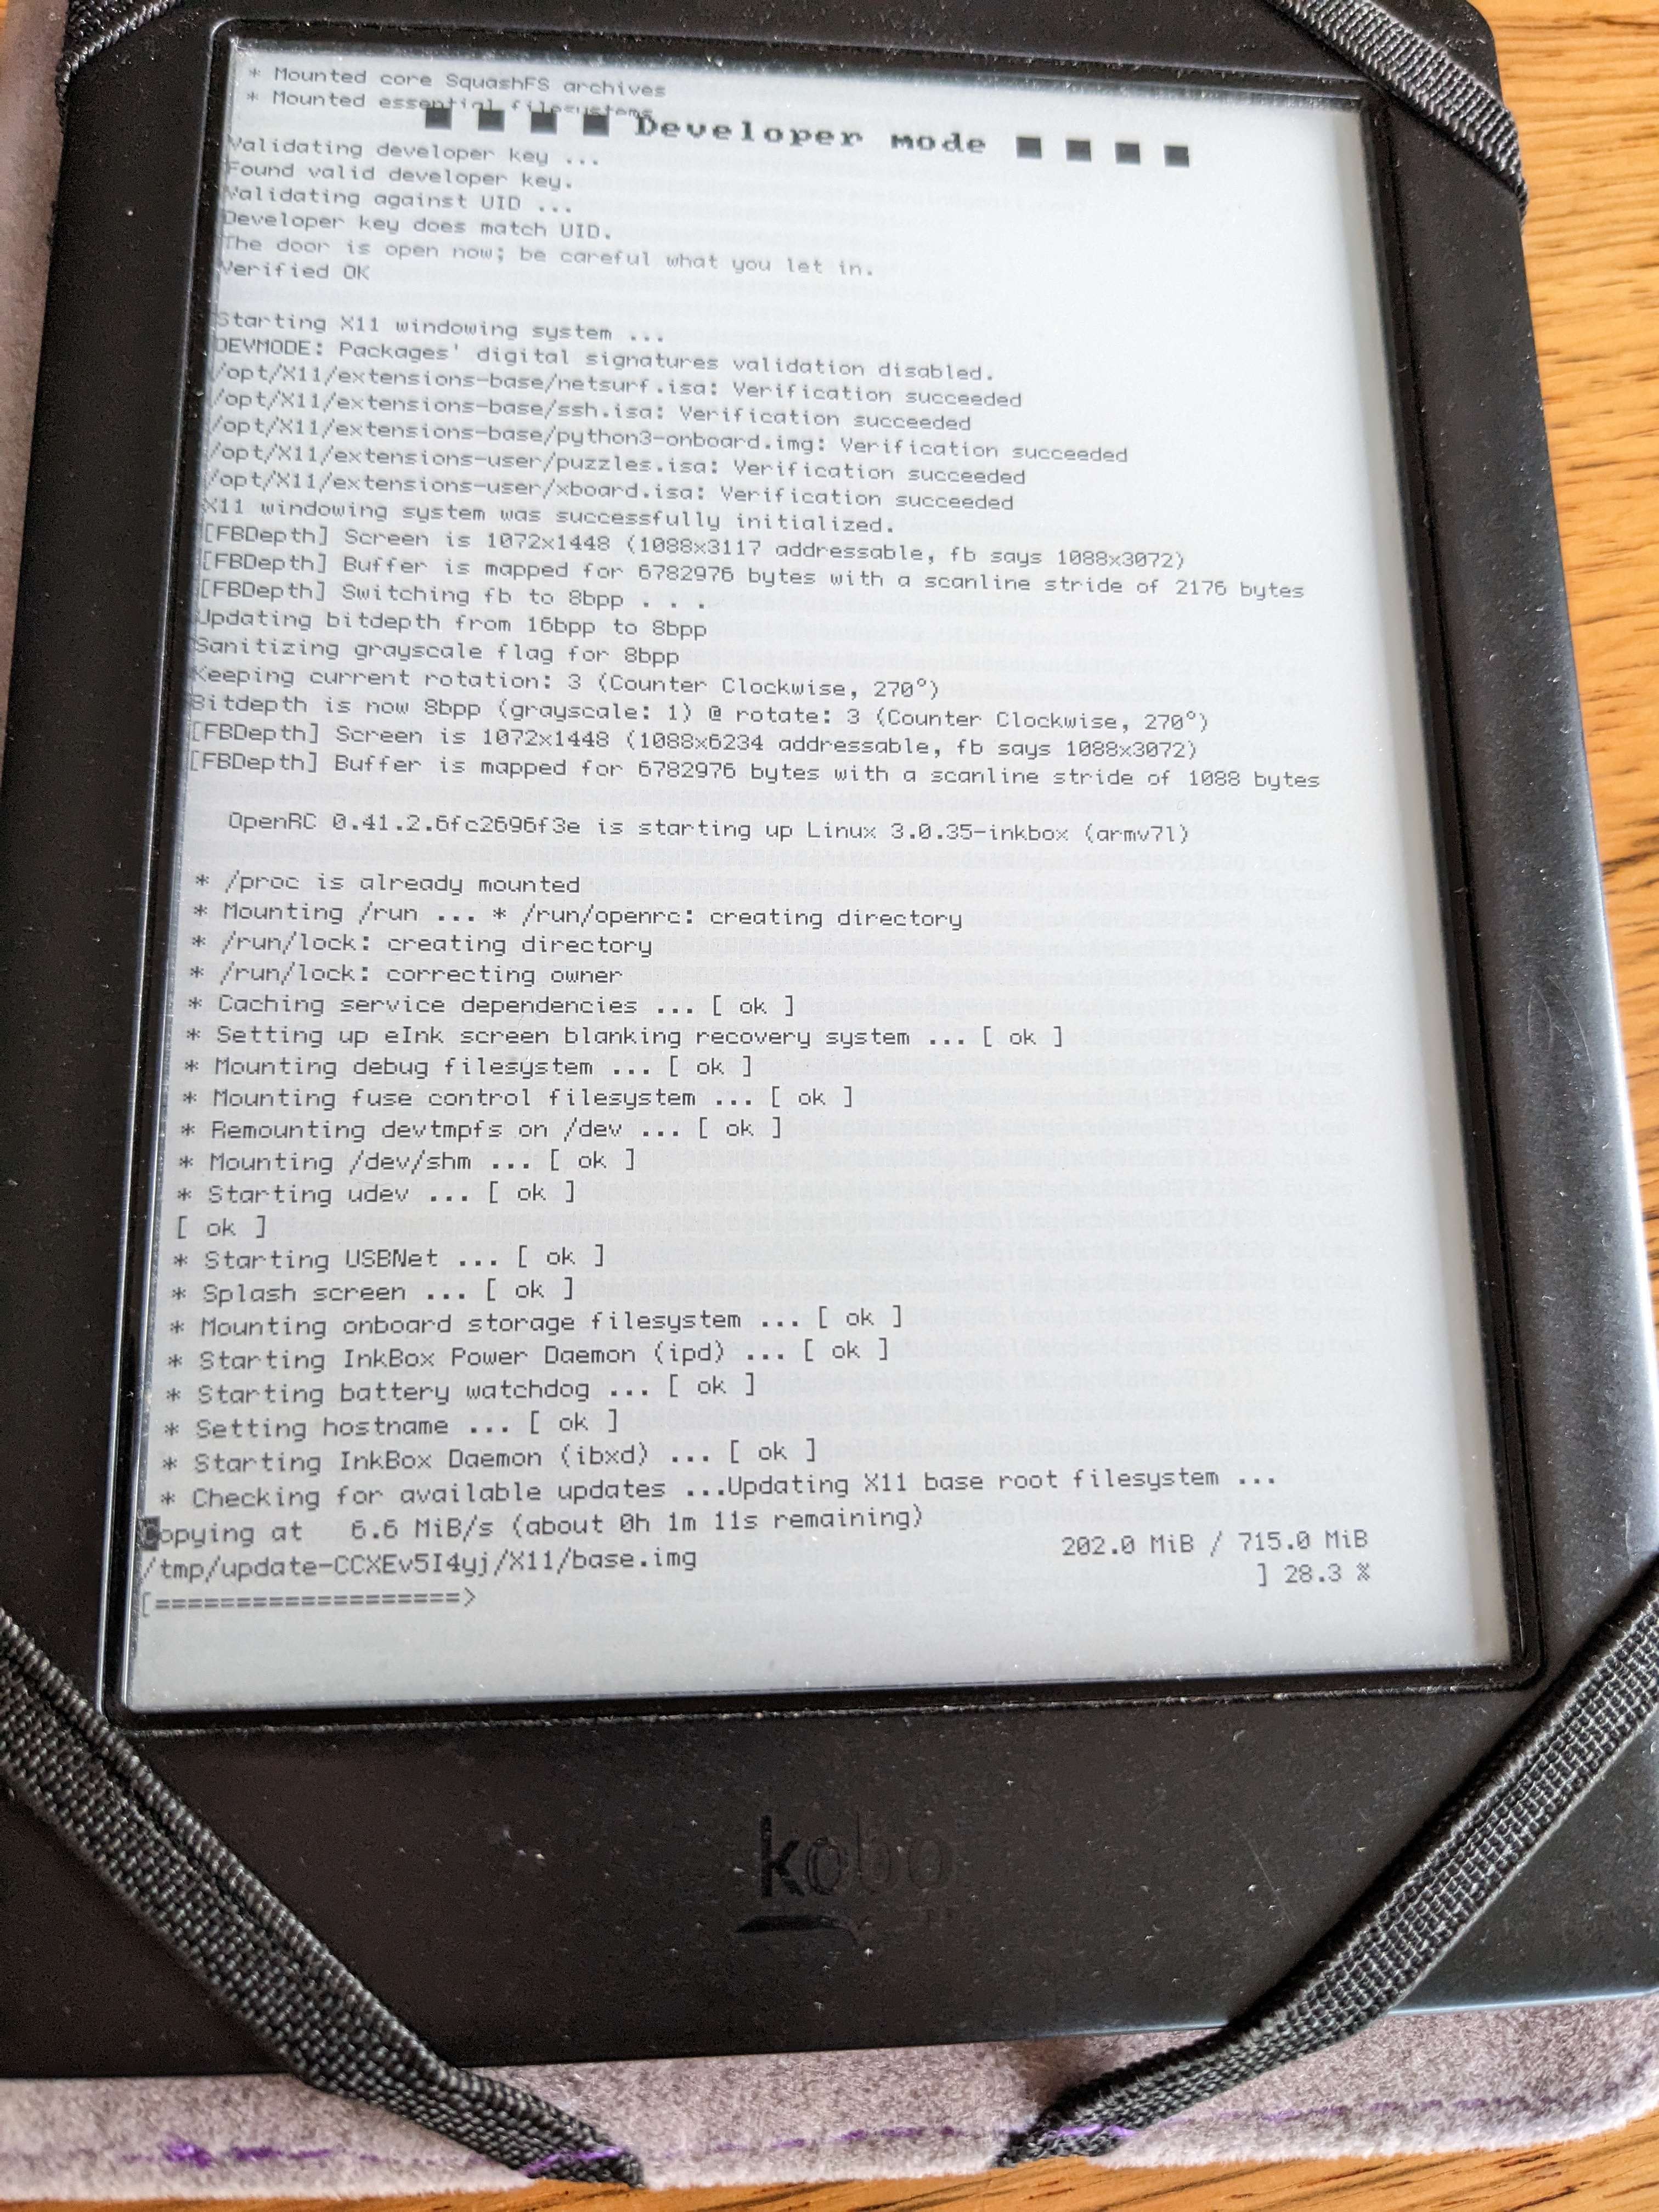 * Mounted core SquashFS archives
* Mounted essential filesystems
Developer mode
Validating developer key ...
Found valid developer key.
Validating against UID ...
Developer key does match UID.
The door is open now; be careful what you let in.
Verified OK
Starting X11 windowing system ...
DEVMODE: Packages' digital signatures validation disabled.
/opt/X11/extensions-base/netsurf.isa: Verification succeeded
/opt/X11/extensions-base/ssh.isa: Verification succeeded
/opt/X11/extensions-base/python3-onboard.img: Verification succeeded
/opt/X11/extensions-user/puzzles.isa: Verification succeeded
/opt/X11/extensions-user/xboard.isa: Verification succeeded
X11 windowing system was successfully initialized.
[FBDepth] Screen is 1072x1448 (1088x3117 addressable, fb says 1088x3072)
[FBDepth] Buffer is mapped for 6782976 bytes with a scanline stride of 2176 bytes
[FBDepth] Switching fb to 8bpp . . .
Updating bitdepth from 16bpp to 8bpp
Sanitizing grayscale flag for 8bpp
Keeping current rotation: 3 (Counter Clockwise, 270°)
Bitdepth is now 8bpp (grayscale: 1) @ rotate: 3 (Counter Clockwise, 270°)
[FBDepth] Screen is 1072x1448 (1088x6234 addressable, fb says 1088x3072)
[FBDepth] Buffer is mapped for 6782976 bytes with a scanline stride of 1088 bytes
OpenRC 0.41.2.6fc2696f3e is starting up Linux 3.0.35-inkbox (armv7l)
* /proc is already mounted
* Mounting /run ... * /run/openrc: creating directory
* /run/lock: creating directory
* /run/lock: correcting owner
* Caching service dependencies ... [ ok ]
* Setting up eInk screen blanking recovery system ... [ ok ]
* Mounting debug filesystem ... [ ok ]
* Mounting fuse control filesystem ... [ ok ]
* Remounting devtmpfs on /dev ... [ ok ]
* Mounting /dev/shm ... [ ok ]
* Starting udev ... [ ok ]
[ ok ]
* Starting USBNet ... [ ok ]
* Splash screen ... [ ok ]
* Mounting onboard storage filesystem ... [ ok ]
* Starting InkBox Power Daemon (ipd) ... [ ok ]
* Starting battery watchdog ... [ ok ]
* Setting hostname ... [ ok ]
* Starting InkBox Daemon (ibxd) ... [ ok ]
* Checking for available updates ...Updating X11 base root filesystem ...
Copying at 6.6 MiB/s (about 0h 1m 11s remaining)
/tmp/update-CCXEv5I4yj/X11/base.img 202.0 MiB / 715.0 MiB
[===================> ] 28.3 %
kobo